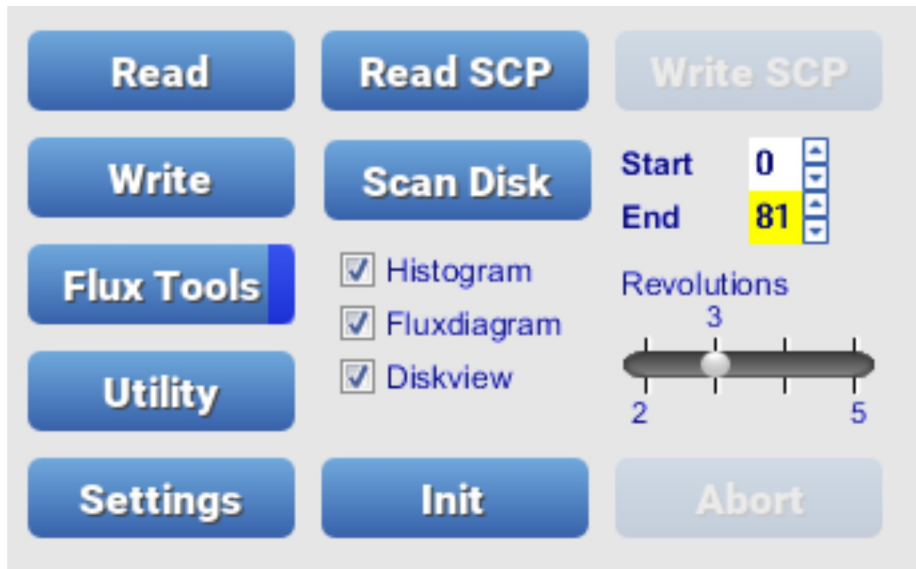 Read
Read SCP
Write SCP
Write
Scan Disk
Start 0
End 81
Flux Tools
Histogram
Fluxdiagram
Diskview
Revolutions
3
2 5
Utility
Settings
Init
Abort